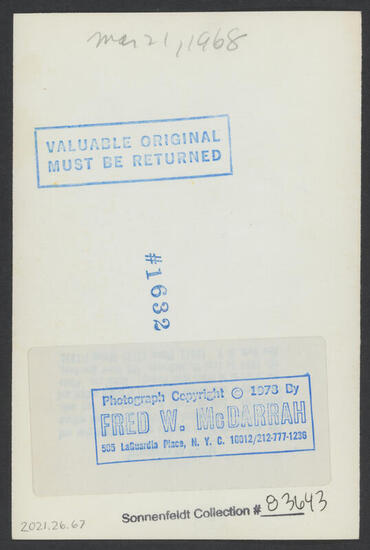 Mar 21, 1968
VALUABLE ORIGINAL
MUST BE RETURNED
#1632
Photograph Copyright © 1973 By
FRED W. McDARRAH
505 LaGuardia Place, N. Y. C. 10012/212-777-1236
Sonnenfeldt Collection # 83643
2021.26.67